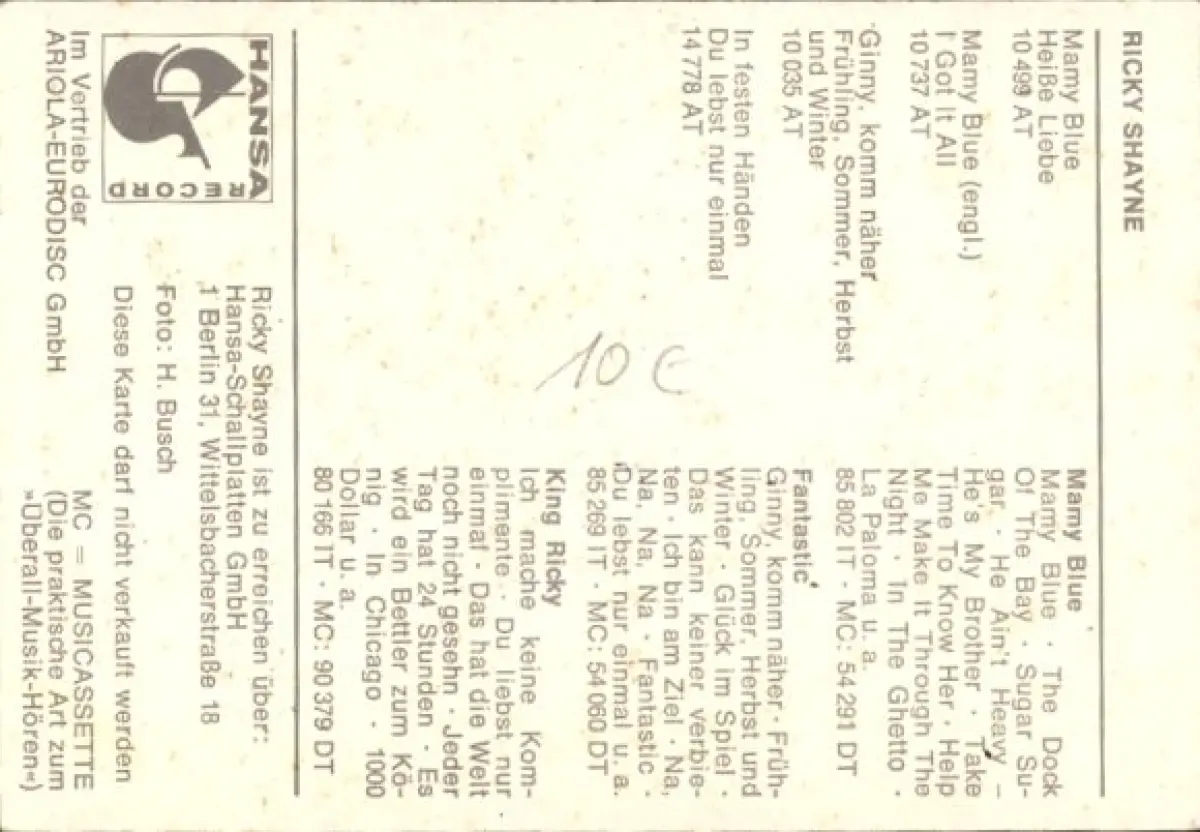 RICKY SHAYNE
Mamy Blue
Heiße Liebe
10 499 AT
Mamy Blue (engl.)
I Got It All
10 737 AT
Ginny, komm näher
Frühling, Sommer, Herbst
und Winter
10 035 AT
In festen Händen
Du lebst nur einmal
14 778 AT
Mamy Blue
Mamy Blue · The Dock
Of The Bay · Sugar Su-
gar · He Ain't Heavy –
He's My Brother · Take
Time To Know Her · Help
Me Make It Through The
Night · In The Ghetto ·
La Paloma u. a.
85 802 IT · MC: 54 291 DT
Fantastic
Ginny, komm näher · Früh-
ling, Sommer, Herbst und
Winter · Glück im Spiel ·
Das kann keiner verbie-
ten · Ich bin am Ziel · Na,
Na, Na, Na · Fantastic ·
Du lebst nur einmal u. a.
85 269 IT · MC: 54 060 DT
King Ricky
Ich mache keine Kom-
plimente · Du liebst nur
einmal · Das hat die Welt
noch nicht gesehn · Jeder
Tag hat 24 Stunden · Es
wird ein Bettler zum Kö-
nig · In Chicago · 1000
Dollar u. a.
80 166 IT · MC: 90 379 DT
10 €
HANSA
RECORD
Im Vertrieb der
ARIOLA-EURODISC GmbH
Ricky Shayne ist zu erreichen über:
Hansa-Schallplatten GmbH
1 Berlin 31, Wittelsbacherstraße 18
Foto: H. Busch
Diese Karte darf nicht verkauft werden
MC = MUSICASSETTE
(Die praktische Art zum
»Überall-Musik-Hören«)